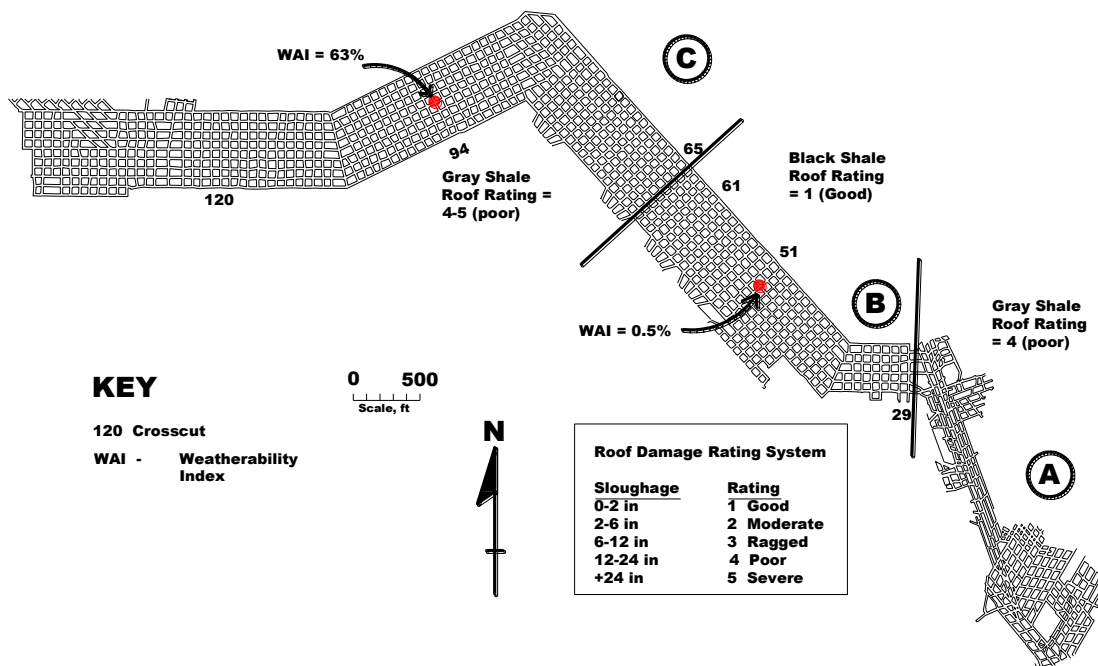 WAI = 63%
C
94
65
Gray Shale
Roof Rating =
4-5 (poor)
120
61
Black Shale
Roof Rating
= 1 (Good)
51
WAI = 0.5%
B
Gray Shale
Roof Rating
= 4 (poor)
29
A
KEY
120 Crosscut
WAI - Weatherability
Index
0 500
Scale, ft
N
Roof Damage Rating System
Sloughage Rating
0-2 in 1 Good
2-6 in 2 Moderate
6-12 in 3 Ragged
12-24 in 4 Poor
+24 in 5 Severe